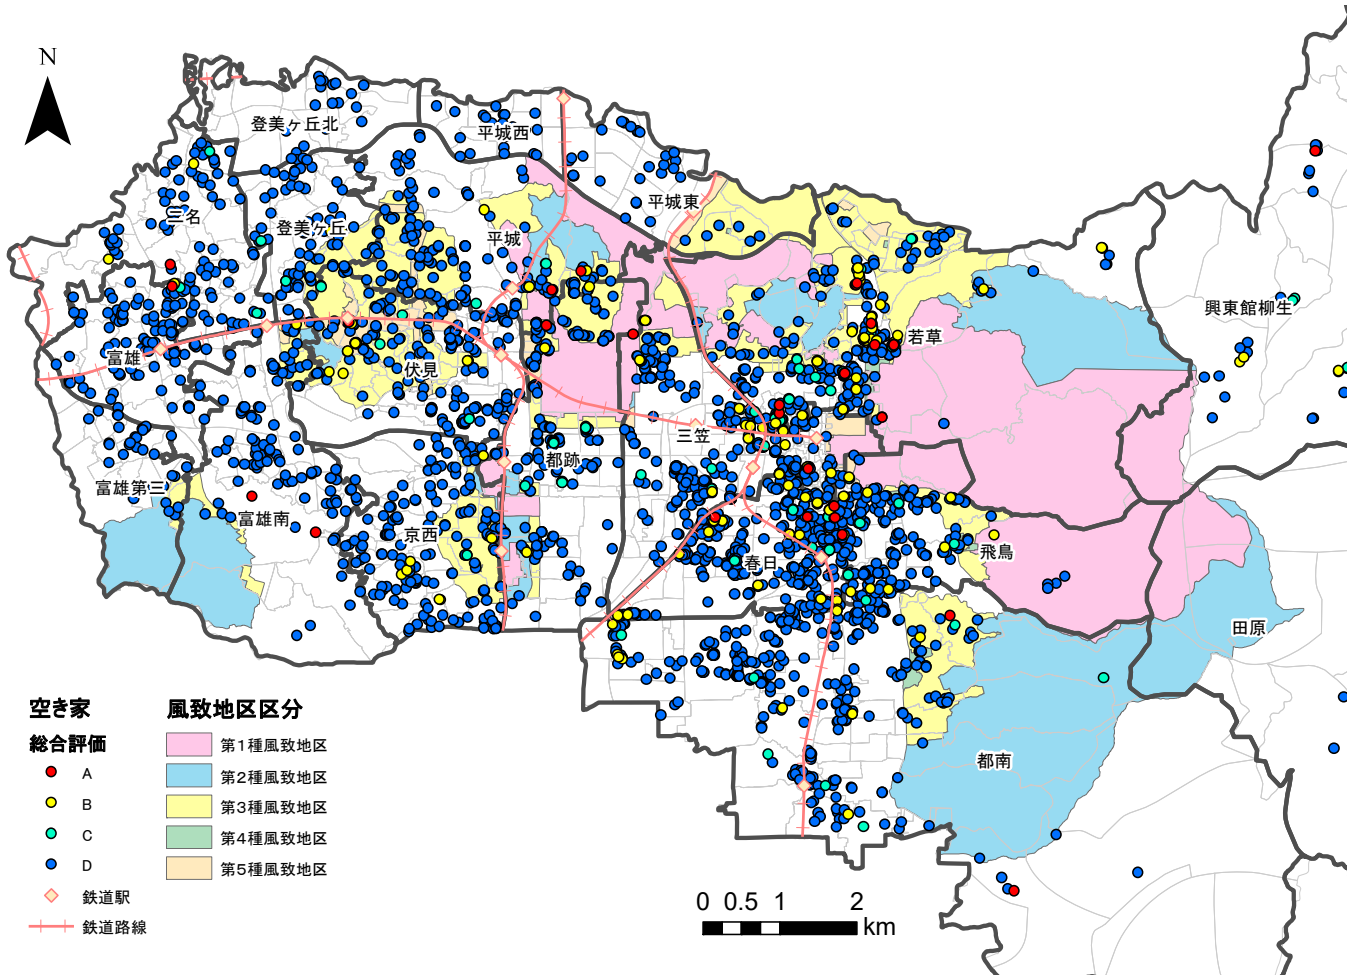 N
登美ヶ丘北
平城西
三名
登美ヶ丘
平城
平城東
興東館柳生
富雄
伏見
若草
三笠
都跡
富雄第三
富雄南
京西
春日
飛鳥
田原
都南
空き家
総合評価
A
B
C
D
鉄道駅
鉄道路線
風致地区区分
第1種風致地区
第2種風致地区
第3種風致地区
第4種風致地区
第5種風致地区
0 0.5 1 2
km